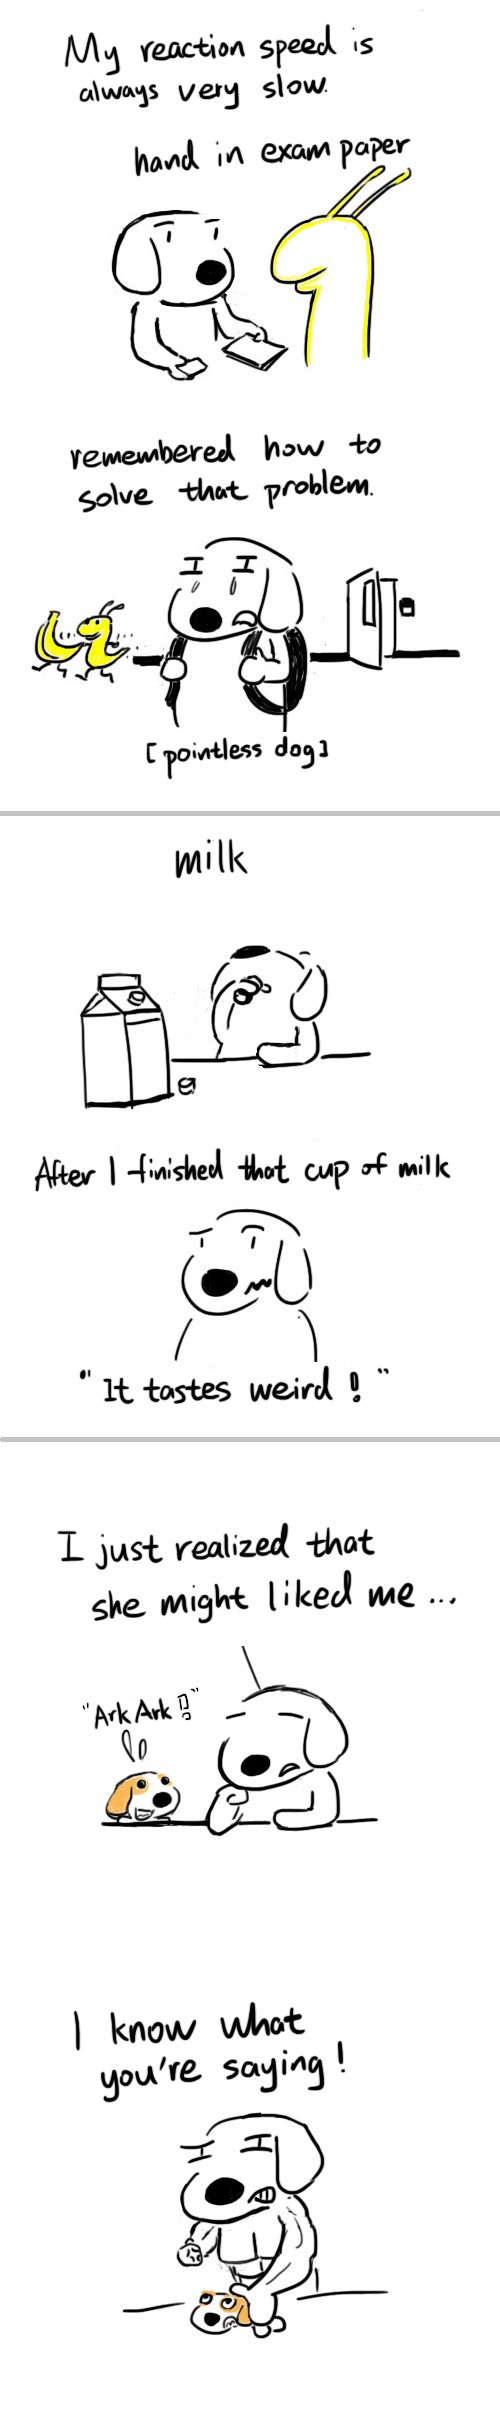 My reaction speed is
always very slow.
hand in exam paper
remembered how to
solve that problem.
[pointless dog]
milk
After I finished that cup of milk
"It tastes weird!"
I just realized that
she might liked me...
"Ark Ark!"
I know what
you're saying!